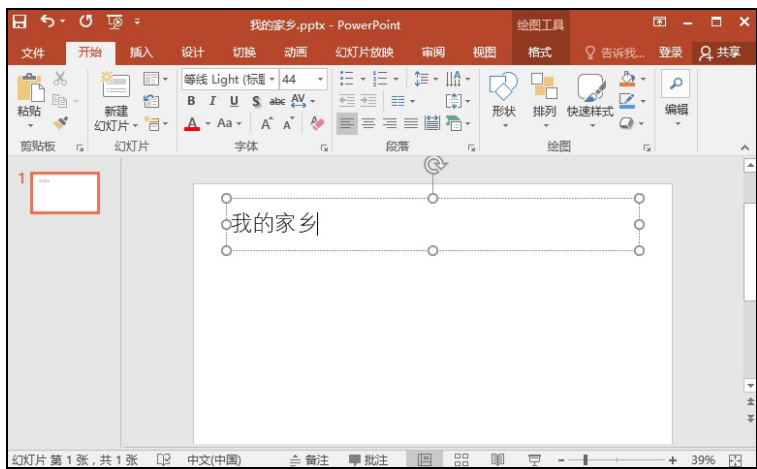 我的家乡.pptx - PowerPoint
绘图工具
文件 开始 插入 设计 切换 动画 幻灯片放映 审阅 视图 格式 告诉我... 登录 共享
等线 Light (标题 44
B I U S abc AV
A Aa A A
粘贴 新建 幻灯片 形状 排列 快速样式 编辑
剪贴板 幻灯片 字体 段落 绘图
1
我的家乡
幻灯片 第 1 张，共 1 张 中文(中国) 备注 批注 39%